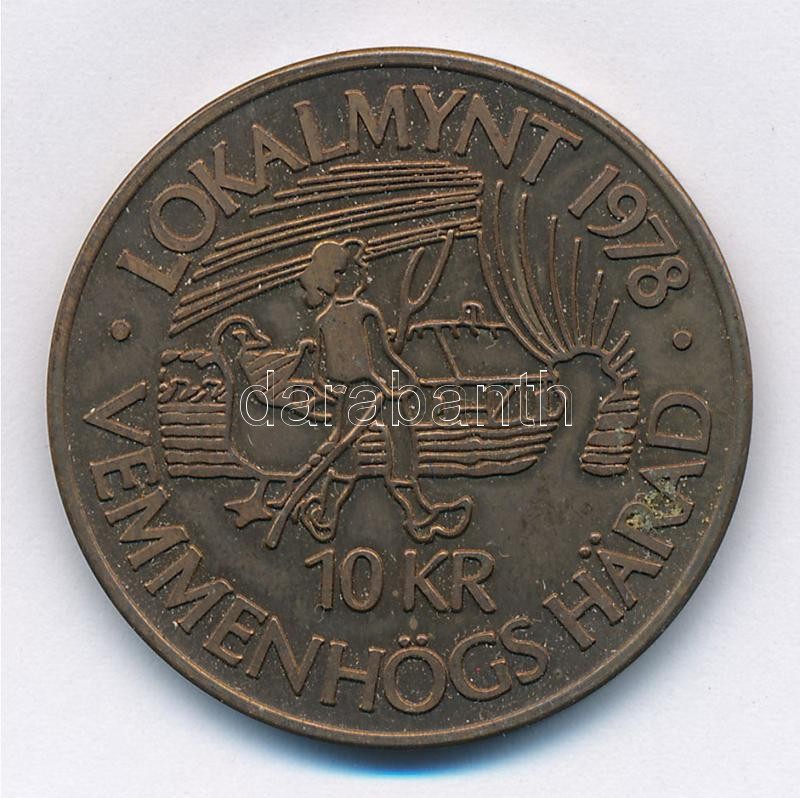 LOKALMYNT 1978
darabanth
10 KR
VEMMENHÖGS HÄRAD